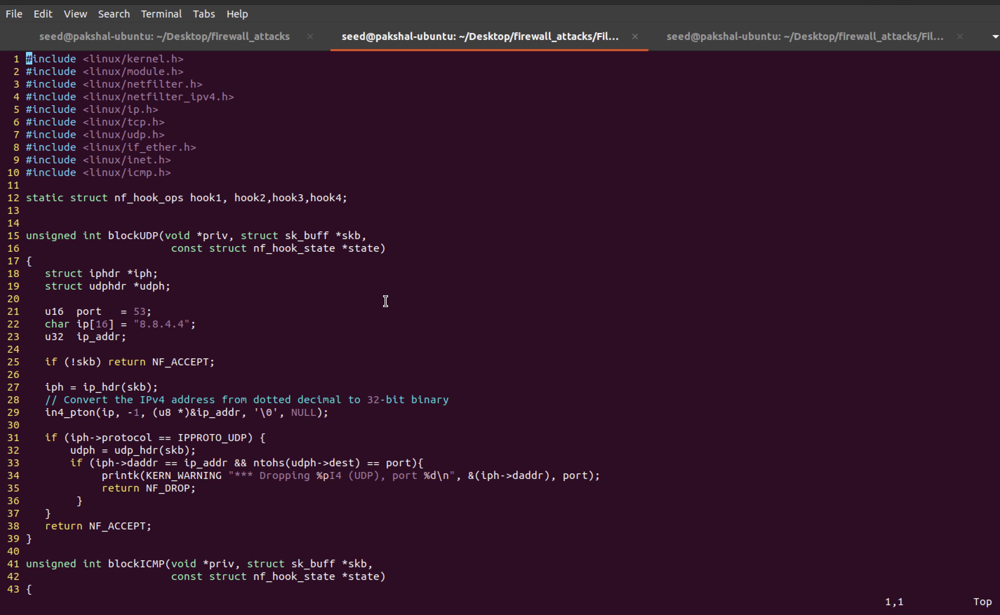 File Edit View Search Terminal Tabs Help
seed@pakshal-ubuntu: ~/Desktop/firewall_attacks × seed@pakshal-ubuntu: ~/Desktop/firewall_attacks/Fil... × seed@pakshal-ubuntu: ~/Desktop/firewall_attacks/Fil... ×
1 #include <linux/kernel.h>
2 #include <linux/module.h>
3 #include <linux/netfilter.h>
4 #include <linux/netfilter_ipv4.h>
5 #include <linux/ip.h>
6 #include <linux/tcp.h>
7 #include <linux/udp.h>
8 #include <linux/if_ether.h>
9 #include <linux/inet.h>
10 #include <linux/icmp.h>
11
12 static struct nf_hook_ops hook1, hook2,hook3,hook4;
13
14
15 unsigned int blockUDP(void *priv, struct sk_buff *skb,
16                        const struct nf_hook_state *state)
17 {
18    struct iphdr *iph;
19    struct udphdr *udph;
20
21    u16  port   = 53;
22    char ip[16] = "8.8.4.4";
23    u32  ip_addr;
24
25    if (!skb) return NF_ACCEPT;
26
27    iph = ip_hdr(skb);
28    // Convert the IPv4 address from dotted decimal to 32-bit binary
29    in4_pton(ip, -1, (u8 *)&ip_addr, '\0', NULL);
30
31    if (iph->protocol == IPPROTO_UDP) {
32        udph = udp_hdr(skb);
33        if (iph->daddr == ip_addr && ntohs(udph->dest) == port){
34             printk(KERN_WARNING "*** Dropping %pI4 (UDP), port %d\n", &(iph->daddr), port);
35             return NF_DROP;
36         }
37    }
38    return NF_ACCEPT;
39 }
40
41 unsigned int blockICMP(void *priv, struct sk_buff *skb,
42                        const struct nf_hook_state *state)
43 {
1,1 Top